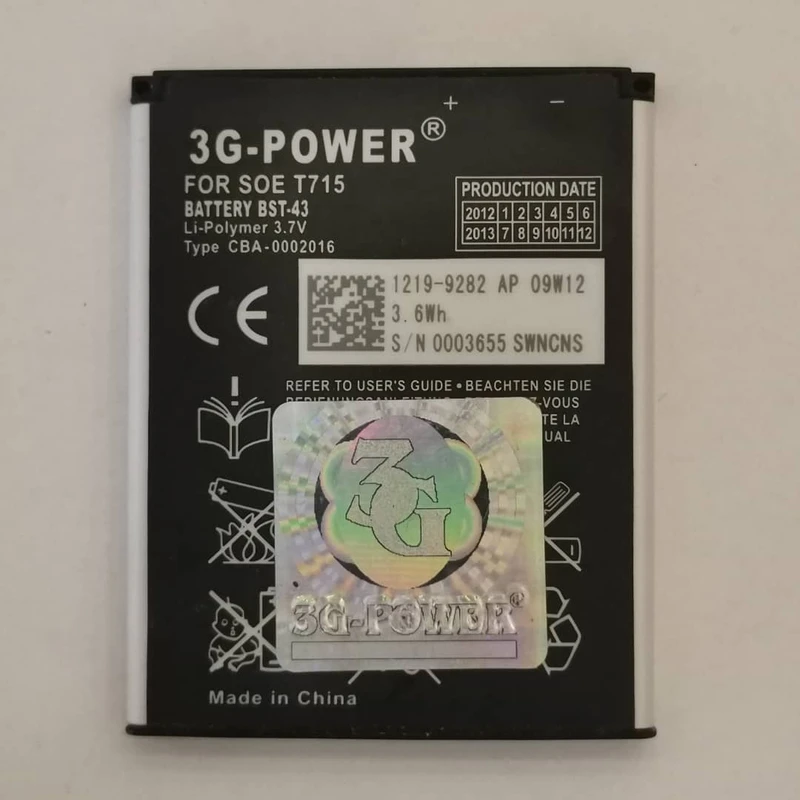 + −
3G-POWER®
FOR SOE T715
BATTERY BST-43
Li-Polymer 3.7V
Type CBA-0002016
PRODUCTION DATE
2012 1 2 3 4 5 6
2013 7 8 9 10 11 12
CE
1219-9282 AP 09W12
3.6Wh
S/N 0003655 SWNCNS
REFER TO USER'S GUIDE • BEACHTEN SIE DIE
-VOUS
LA
UAL
3G
3G-POWER®
Made in China